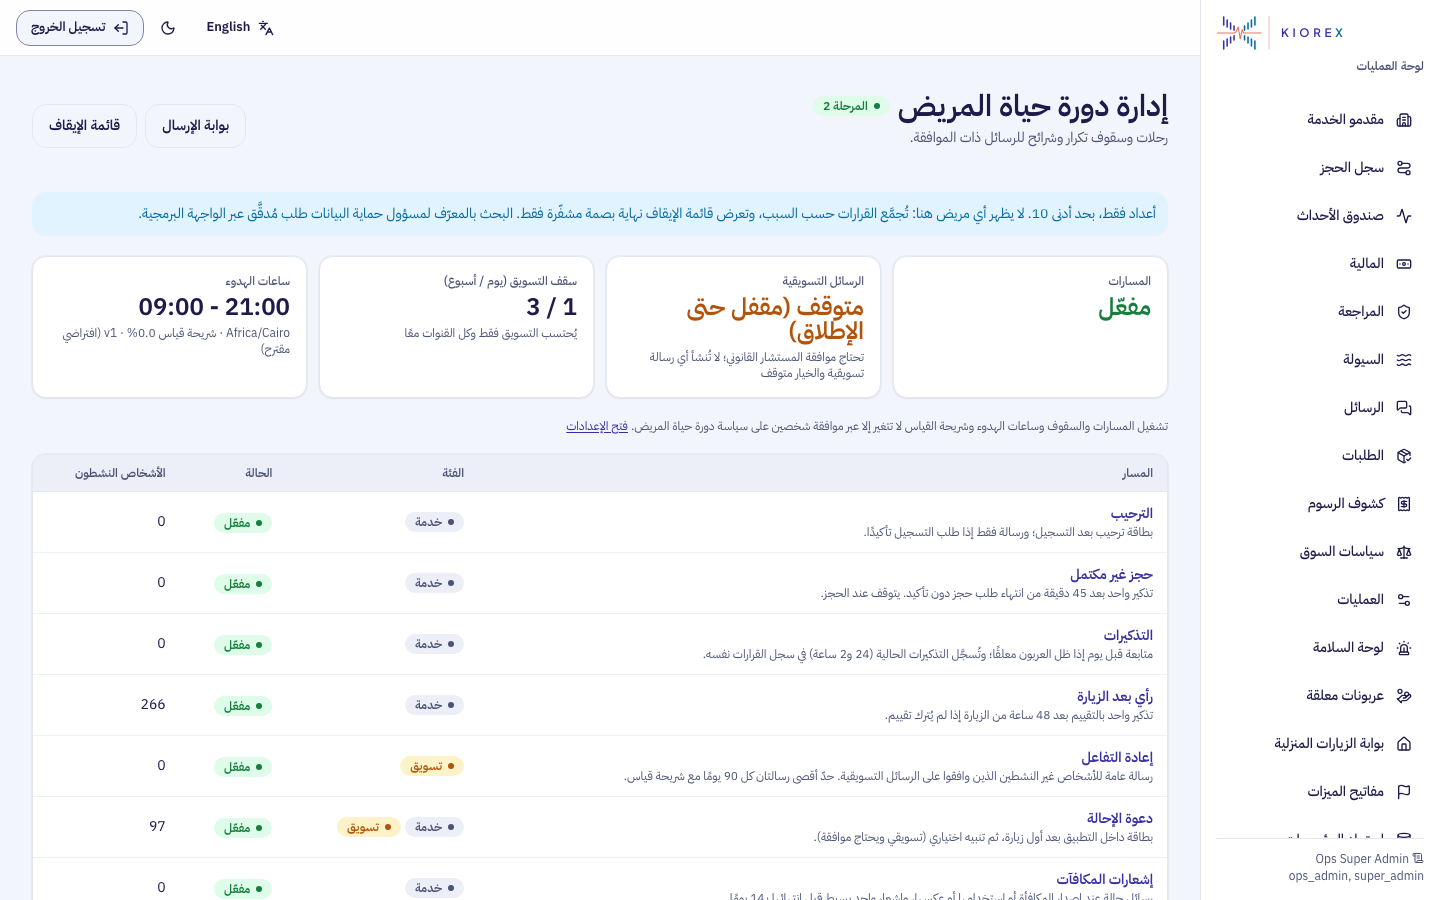 KIOREX
لوحة العمليات
مقدمو الخدمة
سجل الحجز
صندوق الأحداث
المالية
المراجعة
السيولة
الرسائل
الطلبات
كشوف الرسوم
سياسات السوق
العمليات
لوحة السلامة
عربونات معلقة
بوابة الزيارات المنزلية
مفاتيح الميزات
Ops Super Admin
ops_admin, super_admin
English
تسجيل الخروج
إدارة دورة حياة المريض
المرحلة 2
رحلات وسقوف تكرار وشرائح للرسائل ذات الموافقة.
بوابة الإرسال
قائمة الإيقاف
أعداد فقط، بحد أدنى 10. لا يظهر أي مريض هنا: تُجمَّع القرارات حسب السبب، وتعرض قائمة الإيقاف نهاية بصمة مشفّرة فقط. البحث بالمعرّف لمسؤول حماية البيانات طلب مُدقَّق عبر الواجهة البرمجية.
المسارات
مفعّل
الرسائل التسويقية
متوقف (مقفل حتى
الإطلاق)
تحتاج موافقة المستشار القانوني؛ لا تُنشأ أي رسالة
تسويقية والخيار متوقف
سقف التسويق (يوم / أسبوع)
1 / 3
يُحتسب التسويق فقط وكل القنوات معًا
ساعات الهدوء
21:00 - 09:00
Africa/Cairo · شريحة قياس 0.0% · v1 (افتراضي
مقترح)
تشغيل المسارات والسقوف وساعات الهدوء وشريحة القياس لا تتغير إلا عبر موافقة شخصين على سياسة دورة حياة المريض. فتح الإعدادات
المسار الفئة الحالة الأشخاص النشطون
الترحيب خدمة مفعّل 0
بطاقة ترحيب بعد التسجيل؛ ورسالة فقط إذا طلب التسجيل تأكيدًا.
حجز غير مكتمل خدمة مفعّل 0
تذكير واحد بعد 45 دقيقة من انتهاء طلب حجز دون تأكيد. يتوقف عند الحجز.
التذكيرات خدمة مفعّل 0
متابعة قبل يوم إذا ظل العربون معلقًا؛ وتُسجَّل التذكيرات الحالية (24 و2 ساعة) في سجل القرارات نفسه.
رأي بعد الزيارة خدمة مفعّل 266
تذكير واحد بالتقييم بعد 48 ساعة من الزيارة إذا لم يُترك تقييم.
إعادة التفاعل تسويق مفعّل 0
رسالة عامة للأشخاص غير النشطين الذين وافقوا على الرسائل التسويقية. حدّ أقصى رسالتان كل 90 يومًا مع شريحة قياس.
دعوة الإحالة خدمة تسويق مفعّل 97
بطاقة داخل التطبيق بعد أول زيارة، ثم تنبيه اختياري (تسويقي ويحتاج موافقة).
إشعارات المكافآت خدمة مفعّل 0